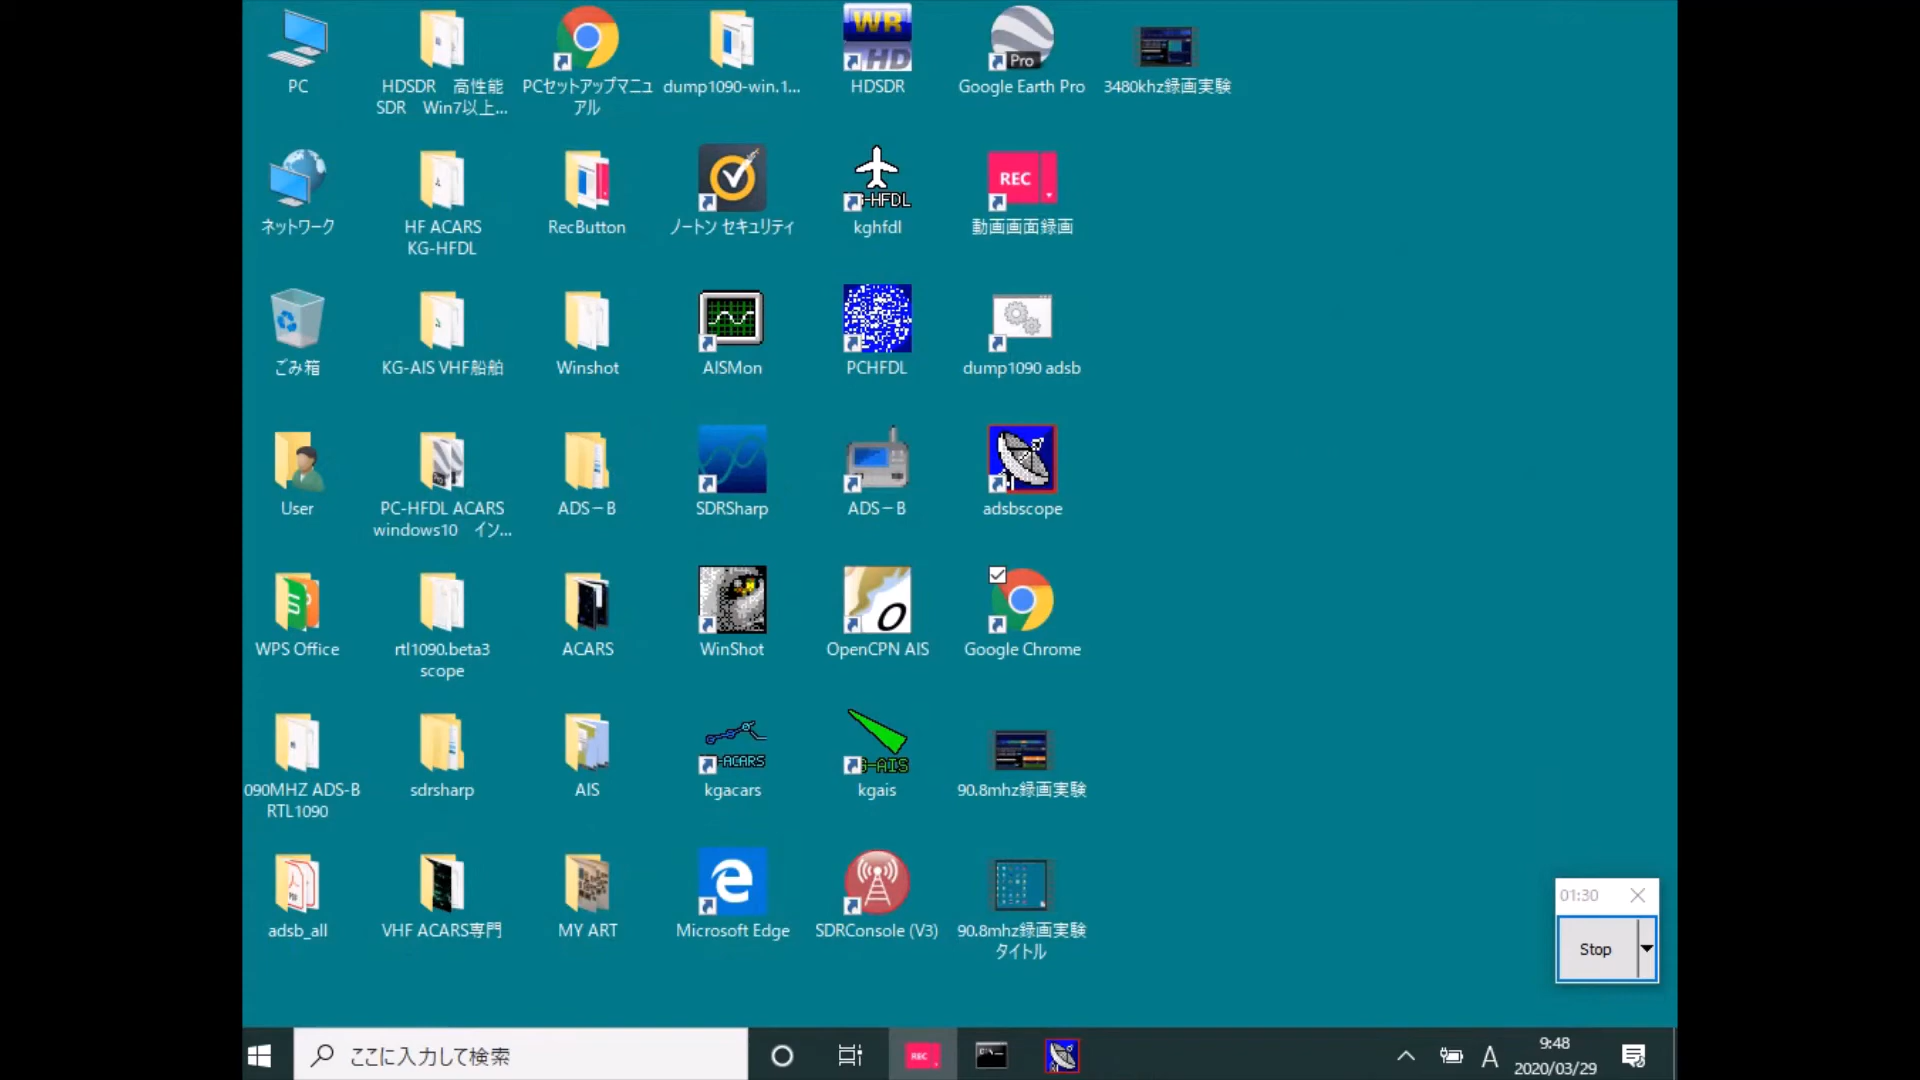 PC
HDSDR　高性能
SDR　Win7以上...
PCセットアップマニュ
アル
dump1090-win.1...
WR
HD
HDSDR
Pro
Google Earth Pro
3480khz録画実験
ネットワーク
HF ACARS
KG-HFDL
RecButton
ノートン セキュリティ
-HFDL
kghfdl
REC
動画画面録画
ごみ箱
KG-AIS VHF船舶
Winshot
AISMon
PCHFDL
dump1090 adsb
User
PC-HFDL ACARS
windows10　イン...
ADS－B
SDRSharp
ADS－B
adsbscope
WPS Office
rtl1090.beta3
scope
ACARS
WinShot
OpenCPN AIS
Google Chrome
090MHZ ADS-B
RTL1090
sdrsharp
AIS
-ACARS
kgacars
G-AIS
kgais
90.8mhz録画実験
adsb_all
VHF ACARS専門
MY ART
Microsoft Edge
SDRConsole (V3)
90.8mhz録画実験
タイトル
01:30
Stop
ここに入力して検索
REC
A
9:48
2020/03/29